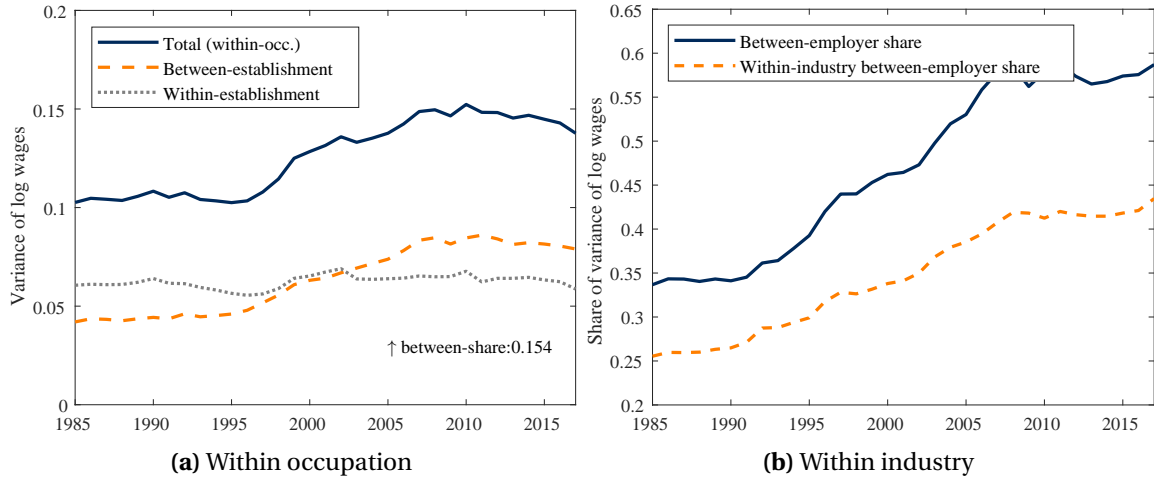 Variance of log wages
0.2
0.15
0.1
0.05
0
Total (within-occ.)
Between-establishment
Within-establishment
↑ between-share:0.154
1985 1990 1995 2000 2005 2010 2015
(a) Within occupation
Share of variance of log wages
0.65
0.6
0.55
0.5
0.45
0.4
0.35
0.3
0.25
0.2
Between-employer share
Within-industry between-employer share
1985 1990 1995 2000 2005 2010 2015
(b) Within industry